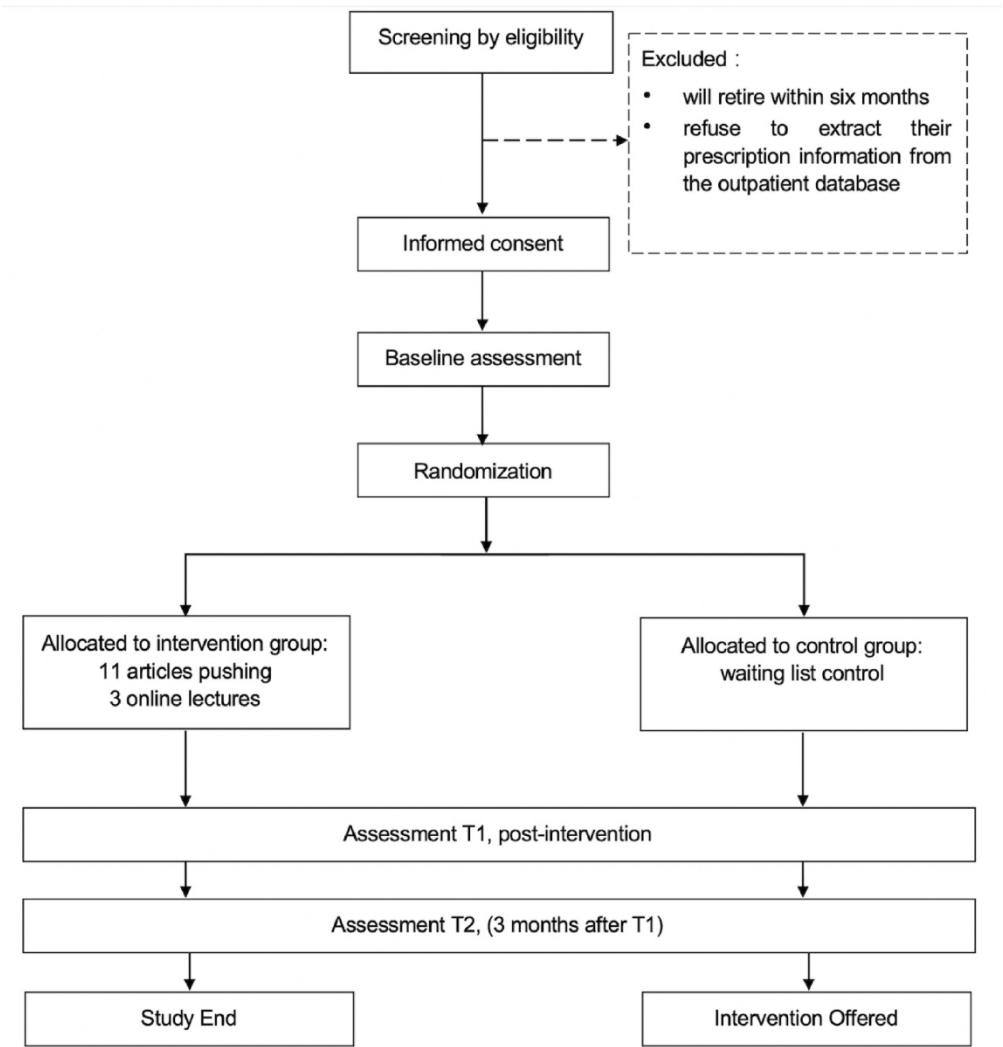 Screening by eligibility
Excluded：
• will retire within six months
• refuse to extract their
prescription information from
the outpatient database
Informed consent
Baseline assessment
Randomization
Allocated to intervention group:
11 articles pushing
3 online lectures
Allocated to control group:
waiting list control
Assessment T1, post-intervention
Assessment T2, (3 months after T1)
Study End
Intervention Offered